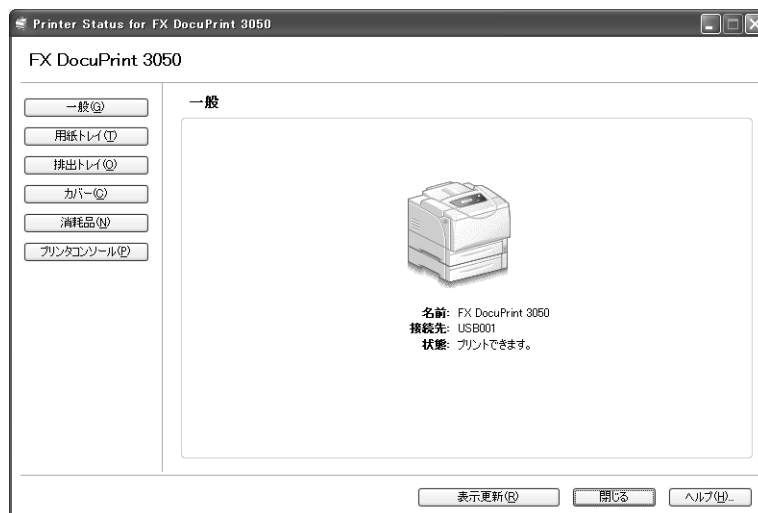 Printer Status for FX DocuPrint 3050
FX DocuPrint 3050
一般(G)
用紙トレイ(T)
排出トレイ(O)
カバー(C)
消耗品(N)
プリンタコンソール(P)
一般
名前: FX DocuPrint 3050
接続先: USB001
状態: プリントできます。
表示更新(R)
閉じる
ヘルプ(H)...